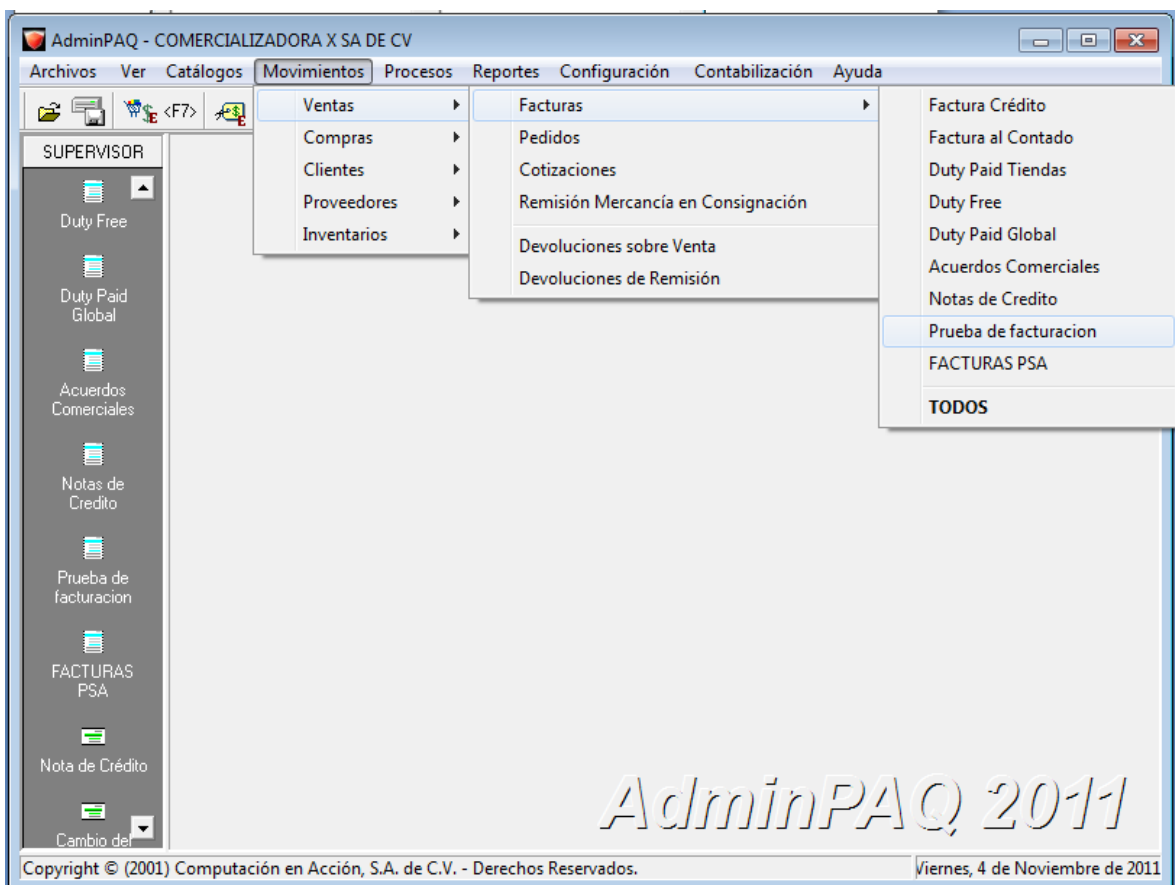 AdminPAQ - COMERCIALIZADORA X SA DE CV
Archivos Ver Catálogos Movimientos Procesos Reportes Configuración Contabilización Ayuda
<F7>
SUPERVISOR
Duty Free
Duty Paid
Global
Acuerdos
Comerciales
Notas de
Credito
Prueba de
facturacion
FACTURAS
PSA
Nota de Crédito
Cambio del
Ventas
Compras
Clientes
Proveedores
Inventarios
Facturas
Pedidos
Cotizaciones
Remisión Mercancía en Consignación
Devoluciones sobre Venta
Devoluciones de Remisión
Factura Crédito
Factura al Contado
Duty Paid Tiendas
Duty Free
Duty Paid Global
Acuerdos Comerciales
Notas de Credito
Prueba de facturacion
FACTURAS PSA
TODOS
AdminPAQ 2011
Copyright © (2001) Computación en Acción, S.A. de C.V. - Derechos Reservados.
Viernes, 4 de Noviembre de 2011